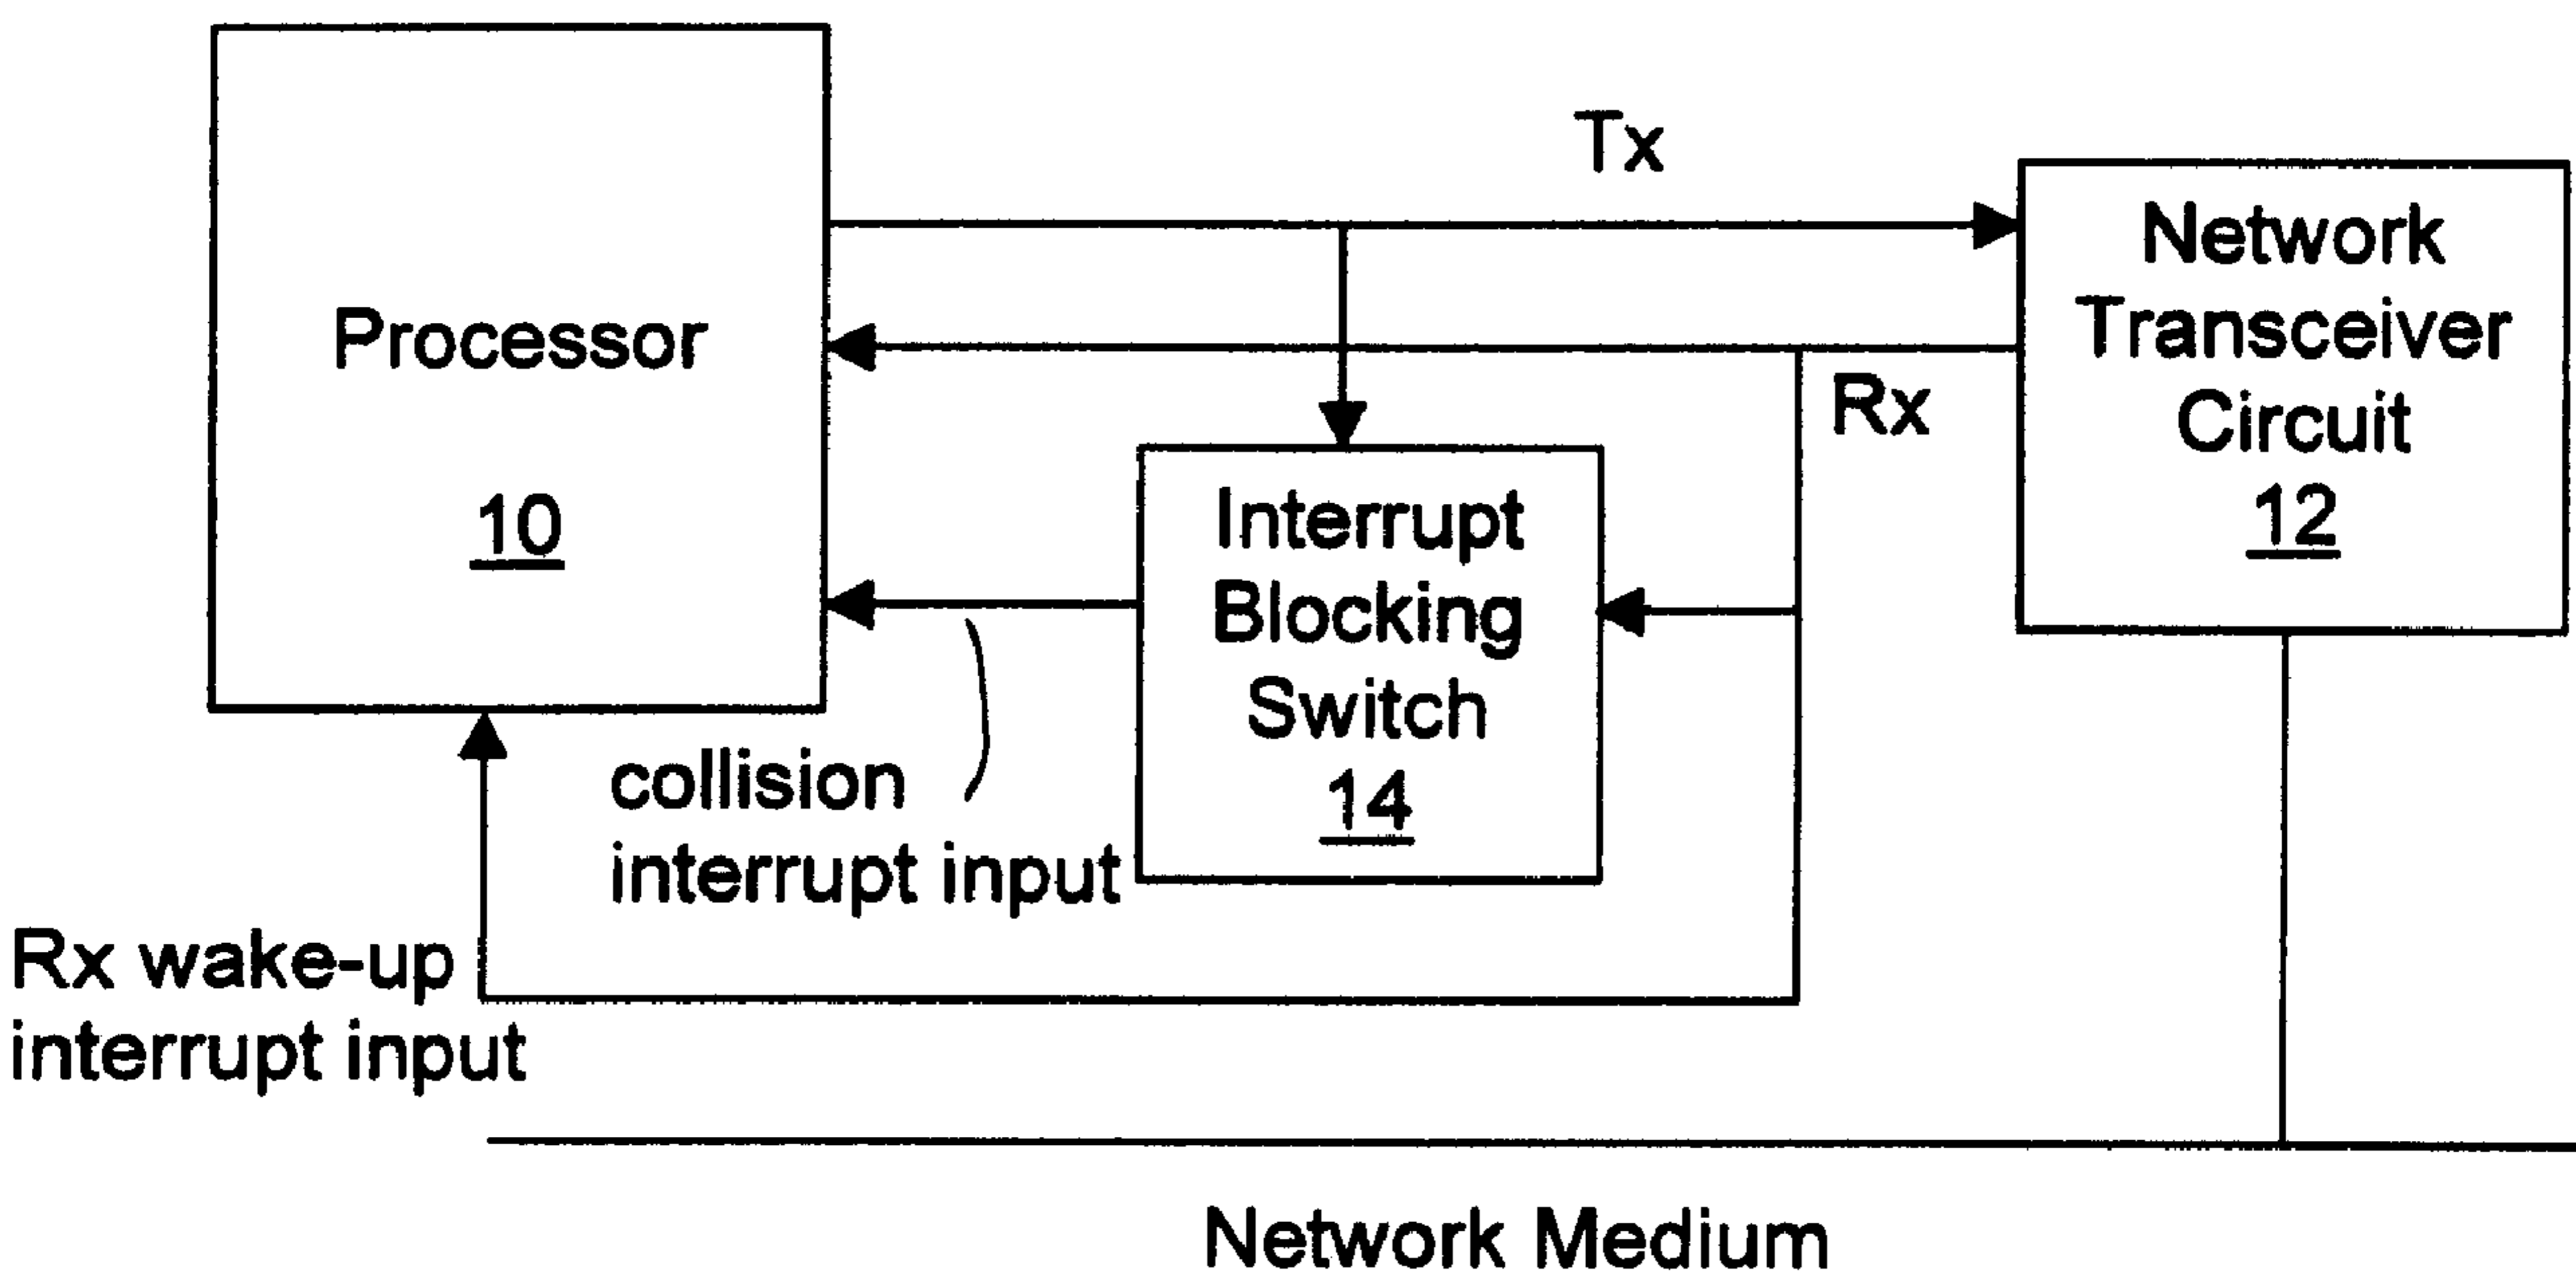 Tx
Network
Transceiver
Circuit
12
Processor
10
Rx
Interrupt
Blocking
Switch
14
collision
interrupt input
Rx wake-up
interrupt input
Network Medium